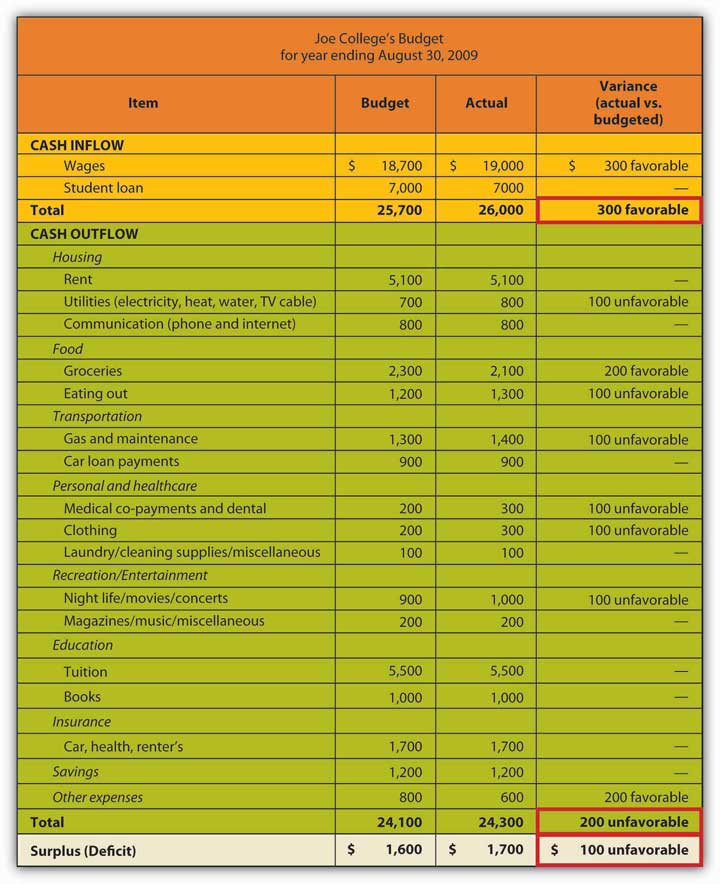 Joe College's Budget
for year ending August 30, 2009
Item Budget Actual Variance
(actual vs.
budgeted)
CASH INFLOW
Wages $ 18,700 $ 19,000 $ 300 favorable
Student loan 7,000 7000 —
Total 25,700 26,000 300 favorable
CASH OUTFLOW
Housing
Rent 5,100 5,100 —
Utilities (electricity, heat, water, TV cable) 700 800 100 unfavorable
Communication (phone and internet) 800 800 —
Food
Groceries 2,300 2,100 200 favorable
Eating out 1,200 1,300 100 unfavorable
Transportation
Gas and maintenance 1,300 1,400 100 unfavorable
Car loan payments 900 900 —
Personal and healthcare
Medical co-payments and dental 200 300 100 unfavorable
Clothing 200 300 100 unfavorable
Laundry/cleaning supplies/miscellaneous 100 100 —
Recreation/Entertainment
Night life/movies/concerts 900 1,000 100 unfavorable
Magazines/music/miscellaneous 200 200 —
Education
Tuition 5,500 5,500 —
Books 1,000 1,000 —
Insurance
Car, health, renter's 1,700 1,700 —
Savings 1,200 1,200 —
Other expenses 800 600 200 favorable
Total 24,100 24,300 200 unfavorable
Surplus (Deficit) $ 1,600 $ 1,700 $ 100 unfavorable